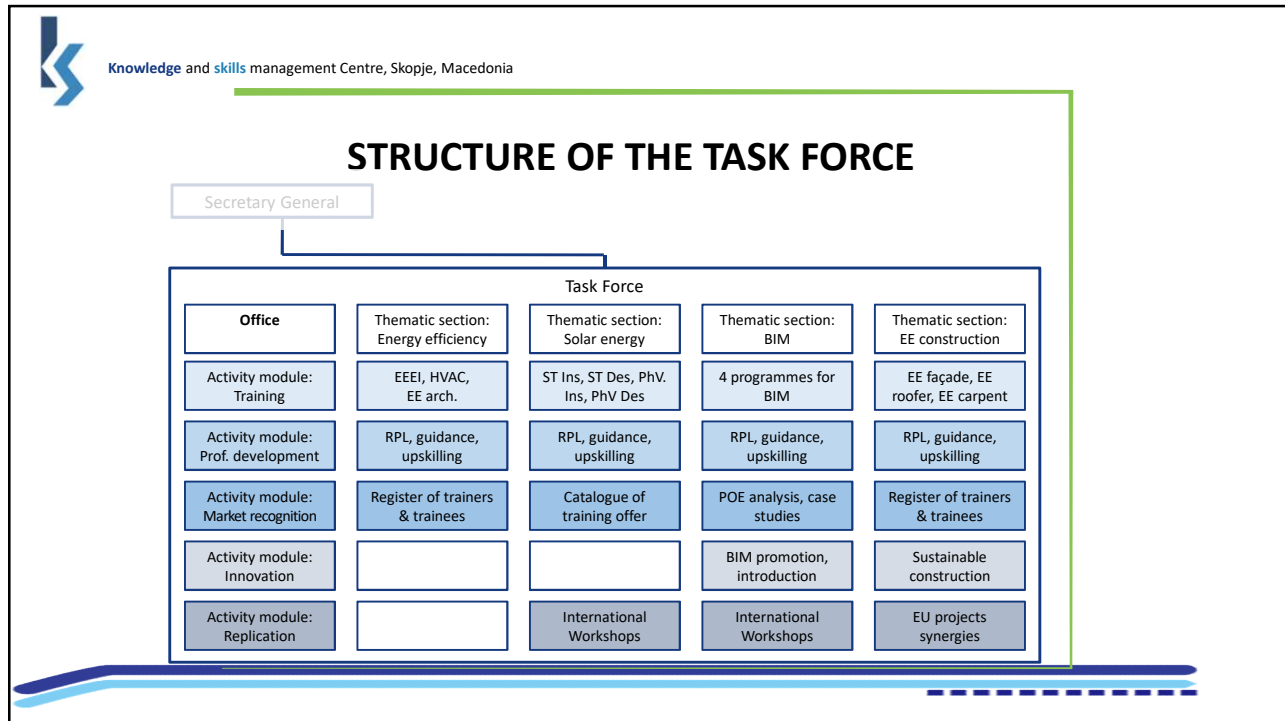 Knowledge and skills management Centre, Skopje, Macedonia
STRUCTURE OF THE TASK FORCE
Secretary General
Task Force
Office
Thematic section:
Energy efficiency
Thematic section:
Solar energy
Thematic section:
BIM
Thematic section:
EE construction
Activity module:
Training
EEEI, HVAC,
EE arch.
ST Ins, ST Des, PhV.
Ins, PhV Des
4 programmes for
BIM
EE façade, EE
roofer, EE carpent
Activity module:
Prof. development
RPL, guidance,
upskilling
RPL, guidance,
upskilling
RPL, guidance,
upskilling
RPL, guidance,
upskilling
Activity module:
Market recognition
Register of trainers
& trainees
Catalogue of
training offer
POE analysis, case
studies
Register of trainers
& trainees
Activity module:
Innovation
BIM promotion,
introduction
Sustainable
construction
Activity module:
Replication
International
Workshops
International
Workshops
EU projects
synergies